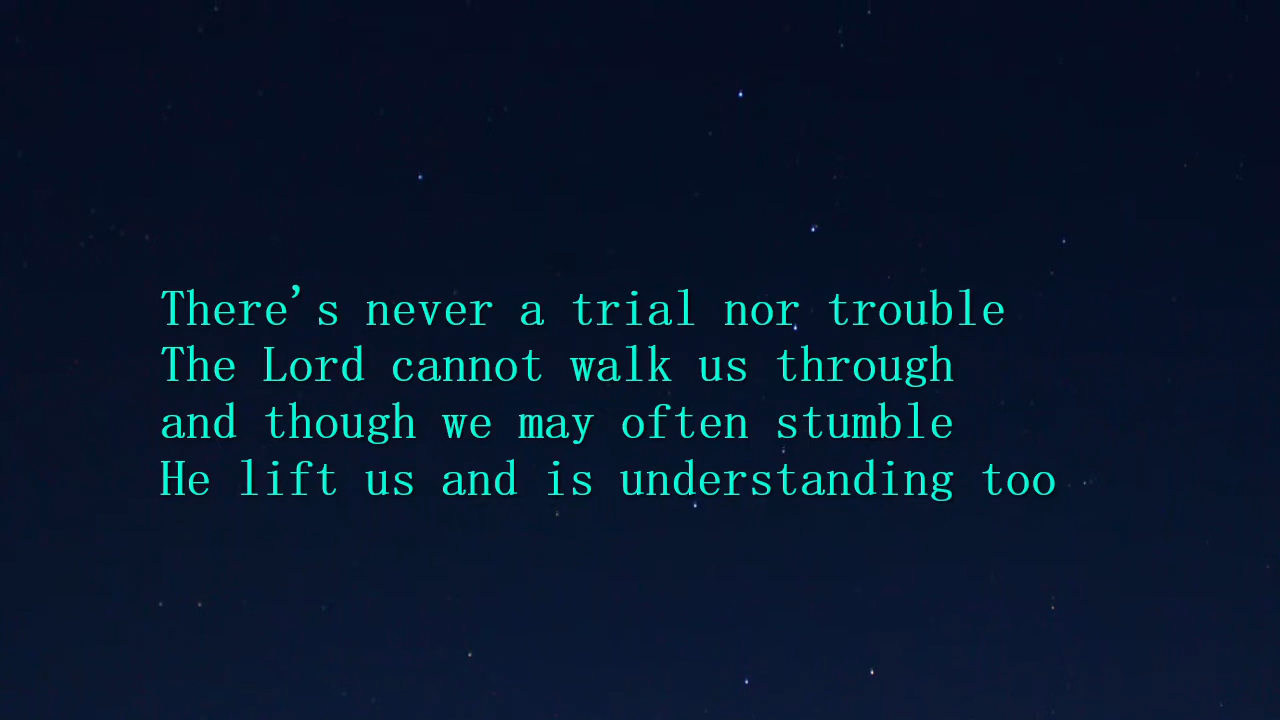 There's never a trial nor trouble
The Lord cannot walk us through
and though we may often stumble
He lift us and is understanding too